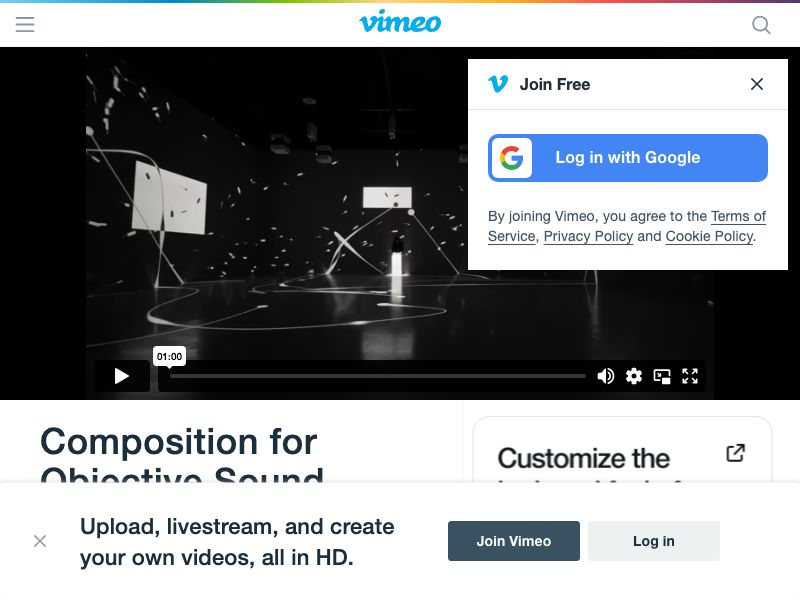 vimeo
Join Free
Log in with Google
By joining Vimeo, you agree to the Terms of
Service, Privacy Policy and Cookie Policy.
01:00
Composition for
Objective Sound
Customize the
Upload, livestream, and create
your own videos, all in HD.
Join Vimeo
Log in